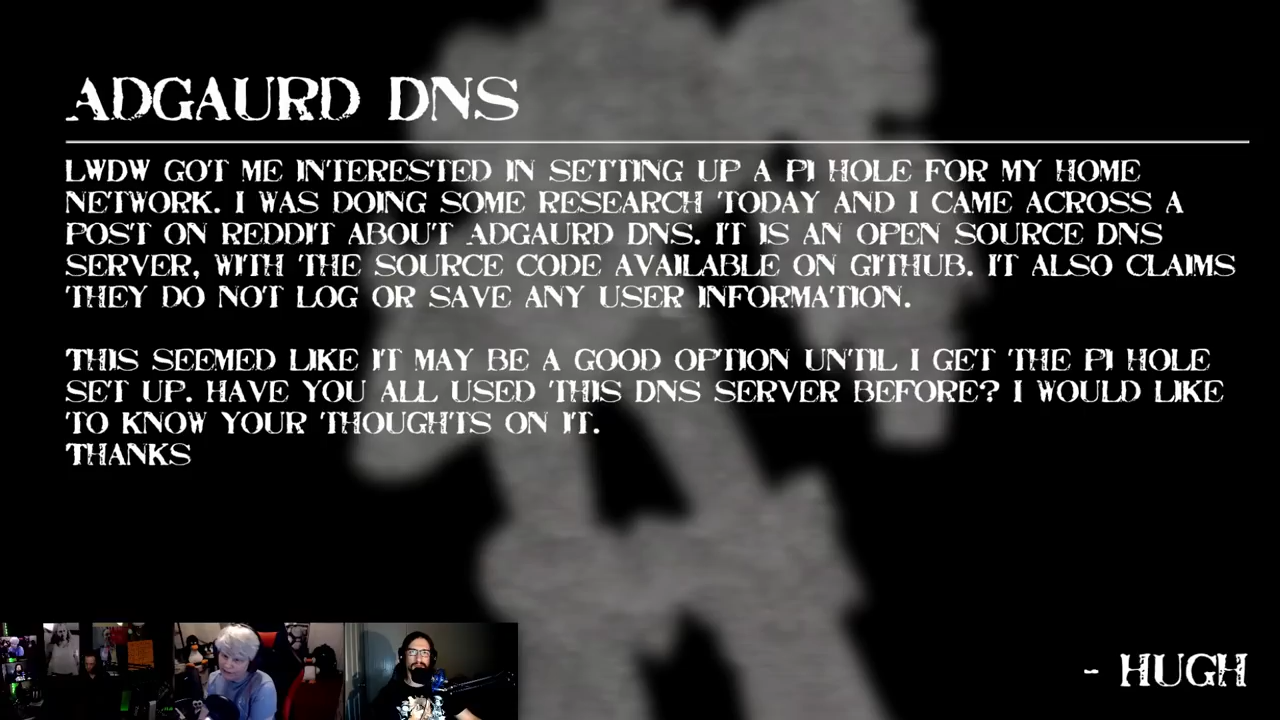 ADGAURD DNS
LWDW GOT ME INTERESTED IN SETTING UP A PI HOLE FOR MY HOME
NETWORK. I WAS DOING SOME RESEARCH TODAY AND I CAME ACROSS A
POST ON REDDIT ABOUT ADGAURD DNS. IT IS AN OPEN SOURCE DNS
SERVER, WITH THE SOURCE CODE AVAILABLE ON GITHUB. IT ALSO CLAIMS
THEY DO NOT LOG OR SAVE ANY USER INFORMATION.
THIS SEEMED LIKE IT MAY BE A GOOD OPTION UNTIL I GET THE PI HOLE
SET UP. HAVE YOU ALL USED THIS DNS SERVER BEFORE? I WOULD LIKE
TO KNOW YOUR THOUGHTS ON IT.
THANKS
- HUGH